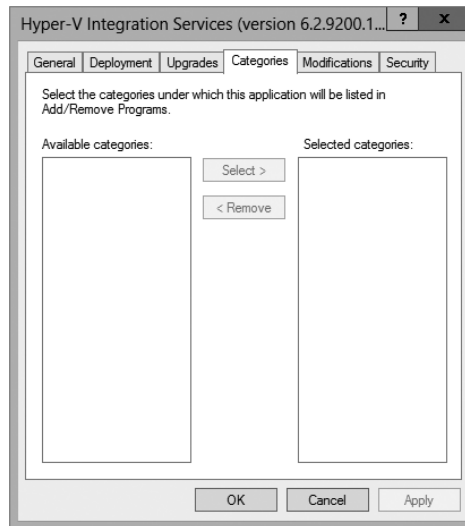 Hyper-V Integration Services (version 6.2.9200.1... ? x
General Deployment Upgrades Categories Modifications Security
Select the categories under which this application will be listed in
Add/Remove Programs.
Available categories: Selected categories:
Select >
< Remove
OK Cancel Apply